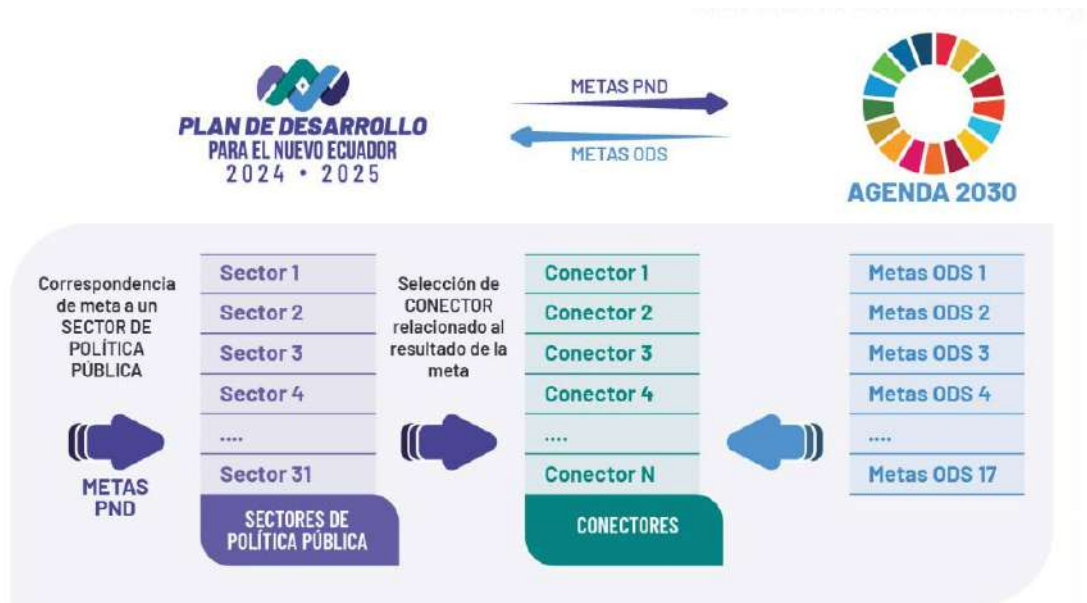 PLAN DE DESARROLLO
PARA EL NUEVO ECUADOR
2024 • 2025
METAS PND
METAS ODS
AGENDA 2030
Correspondencia
de meta a un
SECTOR DE
POLÍTICA
PÚBLICA
METAS
PND
Sector 1
Sector 2
Sector 3
Sector 4
....
Sector 31
SECTORES DE
POLÍTICA PÚBLICA
Selección de
CONECTOR
relacionado al
resultado de la
meta
Conector 1
Conector 2
Conector 3
Conector 4
....
Conector N
CONECTORES
Metas ODS 1
Metas ODS 2
Metas ODS 3
Metas ODS 4
....
Metas ODS 17